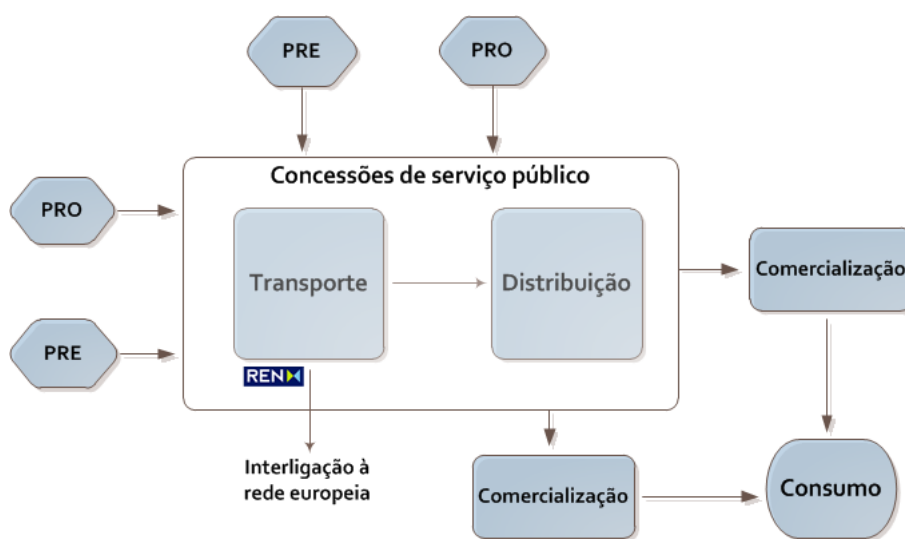 PRE
PRO
Concessões de serviço público
PRO
Transporte
Distribuição
Comercialização
PRE
REN
Interligação à
rede europeia
Comercialização
Consumo